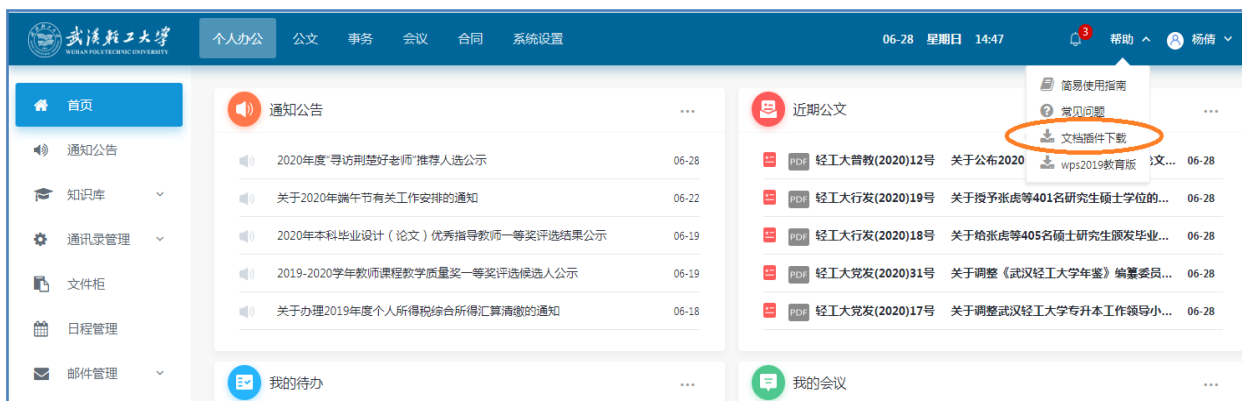 武汉轻工大学 个人办公 公文 事务 会议 合同 系统设置 06-28 星期日 14:47 3 帮助 杨倩
WUHAN POLYTECHNIC UNIVERSITY
简易使用指南
常见问题
文档插件下载
wps2019教育版
首页
通知公告
知识库
通讯录管理
文件柜
日程管理
邮件管理
通知公告 ...
2020年度"寻访荆楚好老师"推荐人选公示 06-28
关于2020年端午节有关工作安排的通知 06-22
2020年本科毕业设计（论文）优秀指导教师一等奖评选结果公示 06-19
2019-2020学年教师课程教学质量奖一等奖评选候选人公示 06-19
关于办理2019年度个人所得税综合所得汇算清缴的通知 06-18
近期公文 ...
PDF 轻工大普教(2020)12号 关于公布2020 论文... 06-28
PDF 轻工大行发(2020)19号 关于授予张虎等401名研究生硕士学位的... 06-28
PDF 轻工大行发(2020)18号 关于给张虎等405名硕士研究生颁发毕业... 06-28
PDF 轻工大党发(2020)31号 关于调整《武汉轻工大学年鉴》编纂委员... 06-28
PDF 轻工大党发(2020)17号 关于调整武汉轻工大学专升本工作领导小... 06-28
我的待办 ...
我的会议 ...